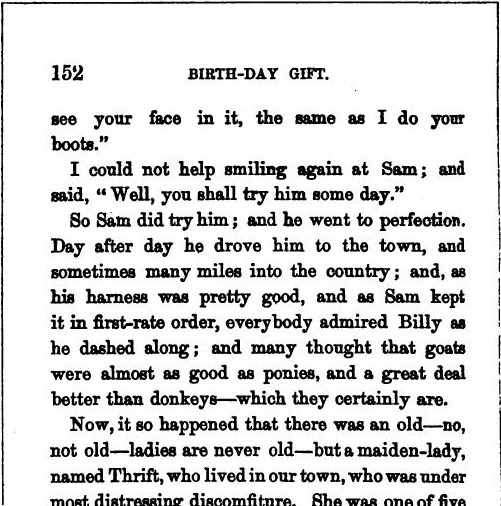 152 BIRTH-DAY GIFT.
see your face in it, the same as I do your
boots."
I could not help smiling again at Sam; and
said, "Well, you shall try him some day."
So Sam did try him; and he went to perfection.
Day after day he drove him to the town, and
sometimes many miles into the country; and, as
his harness was pretty good, and as Sam kept
it in first-rate order, everybody admired Billy as
he dashed along; and many thought that goats
were almost as good as ponies, and a great deal
better than donkeys—which they certainly are.
Now, it so happened that there was an old—no,
not old—ladies are never old—but a maiden-lady,
named Thrift, who lived in our town, who was under
most distressing discomfiture. She was one of five